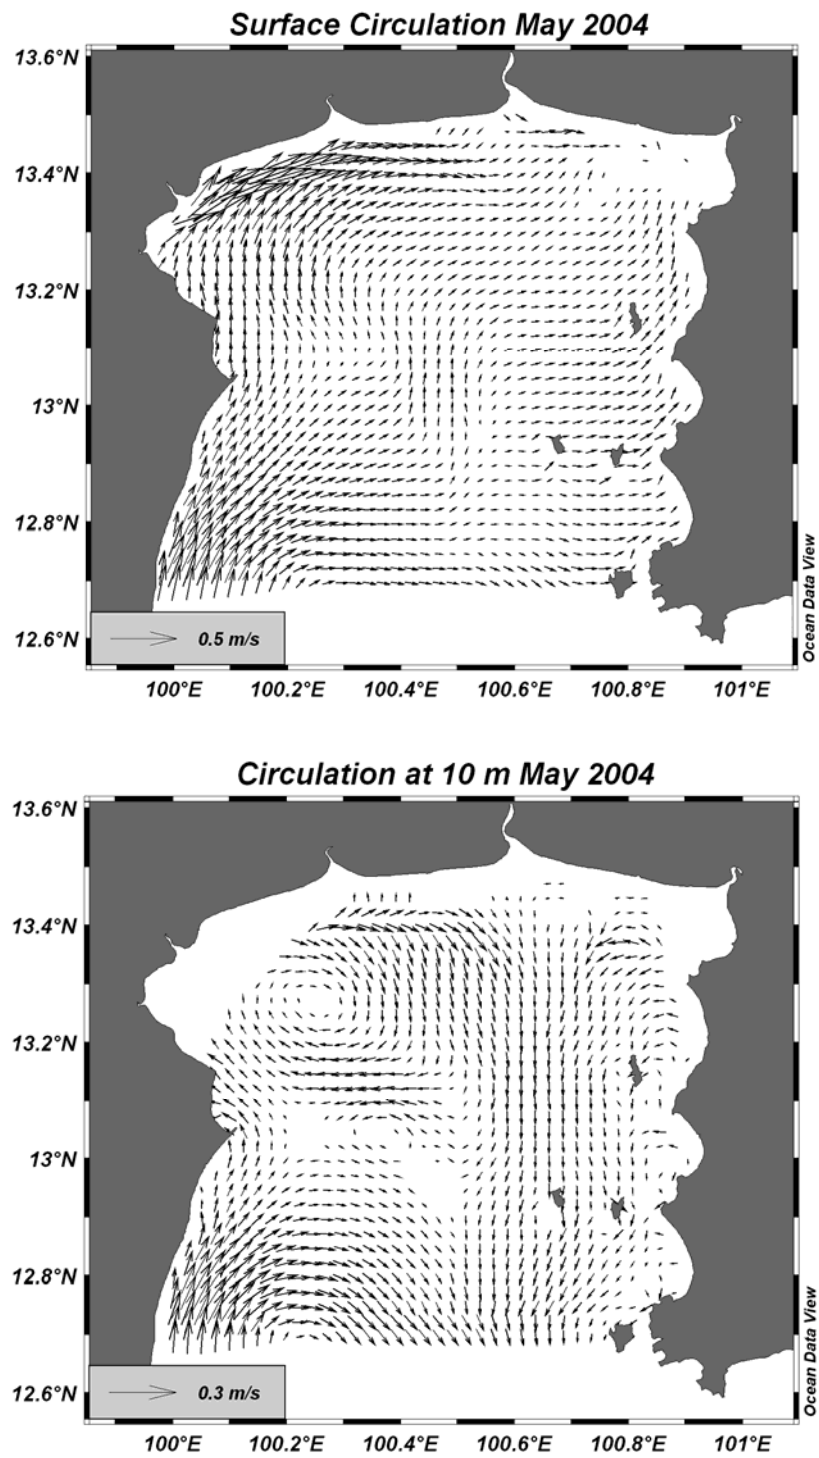 Surface Circulation May 2004
13.6°N
13.4°N
13.2°N
13°N
12.8°N
12.6°N
0.5 m/s
Ocean Data View
100°E 100.2°E 100.4°E 100.6°E 100.8°E 101°E
Circulation at 10 m May 2004
13.6°N
13.4°N
13.2°N
13°N
12.8°N
12.6°N
0.3 m/s
Ocean Data View
100°E 100.2°E 100.4°E 100.6°E 100.8°E 101°E